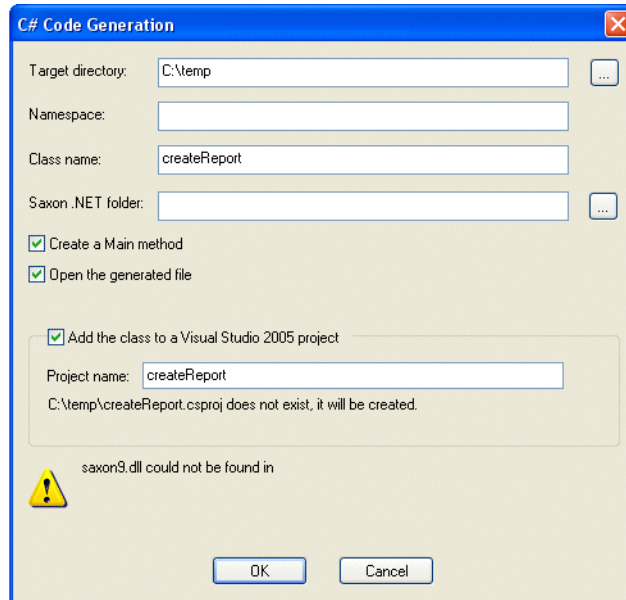 C# Code Generation
Target directory: C:\temp ...
Namespace:
Class name: createReport
Saxon .NET folder: ...
Create a Main method
Open the generated file
Add the class to a Visual Studio 2005 project
Project name: createReport
C:\temp\createReport.csproj does not exist, it will be created.
saxon9.dll could not be found in
OK Cancel